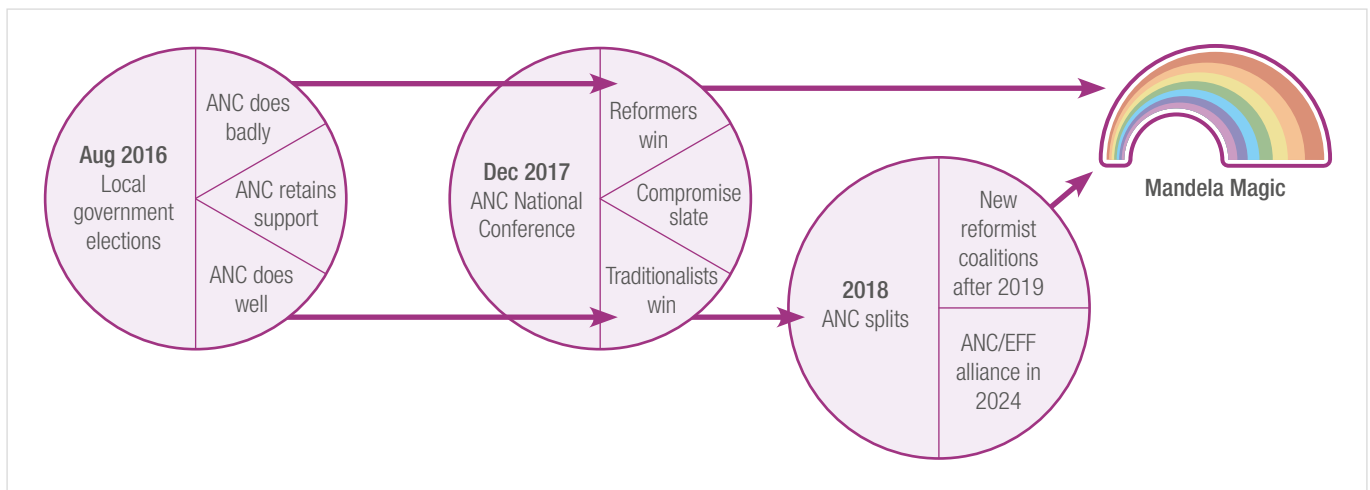 Aug 2016
Local
government
elections
ANC does
badly
ANC retains
support
ANC does
well
Dec 2017
ANC National
Conference
Reformers
win
Compromise
slate
Traditionalists
win
2018
ANC splits
New
reformist
coalitions
after 2019
ANC/EFF
alliance in
2024
Mandela Magic